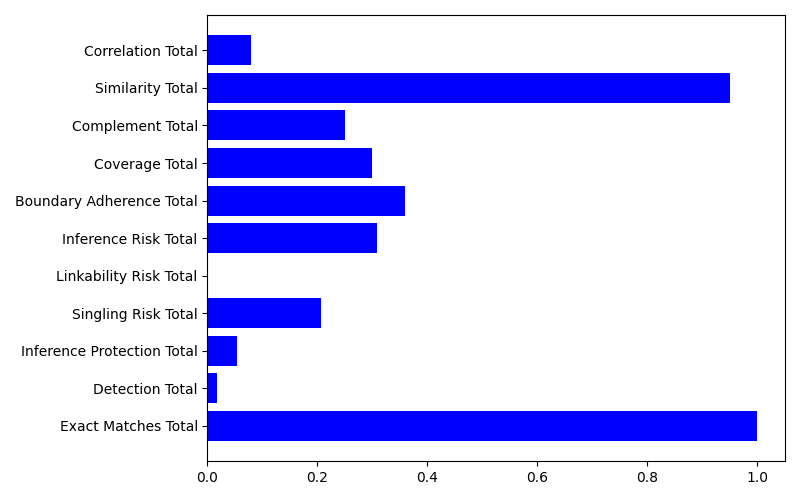 Correlation Total
Similarity Total
Complement Total
Coverage Total
Boundary Adherence Total
Inference Risk Total
Linkability Risk Total
Singling Risk Total
Inference Protection Total
Detection Total
Exact Matches Total
0.0 0.2 0.4 0.6 0.8 1.0